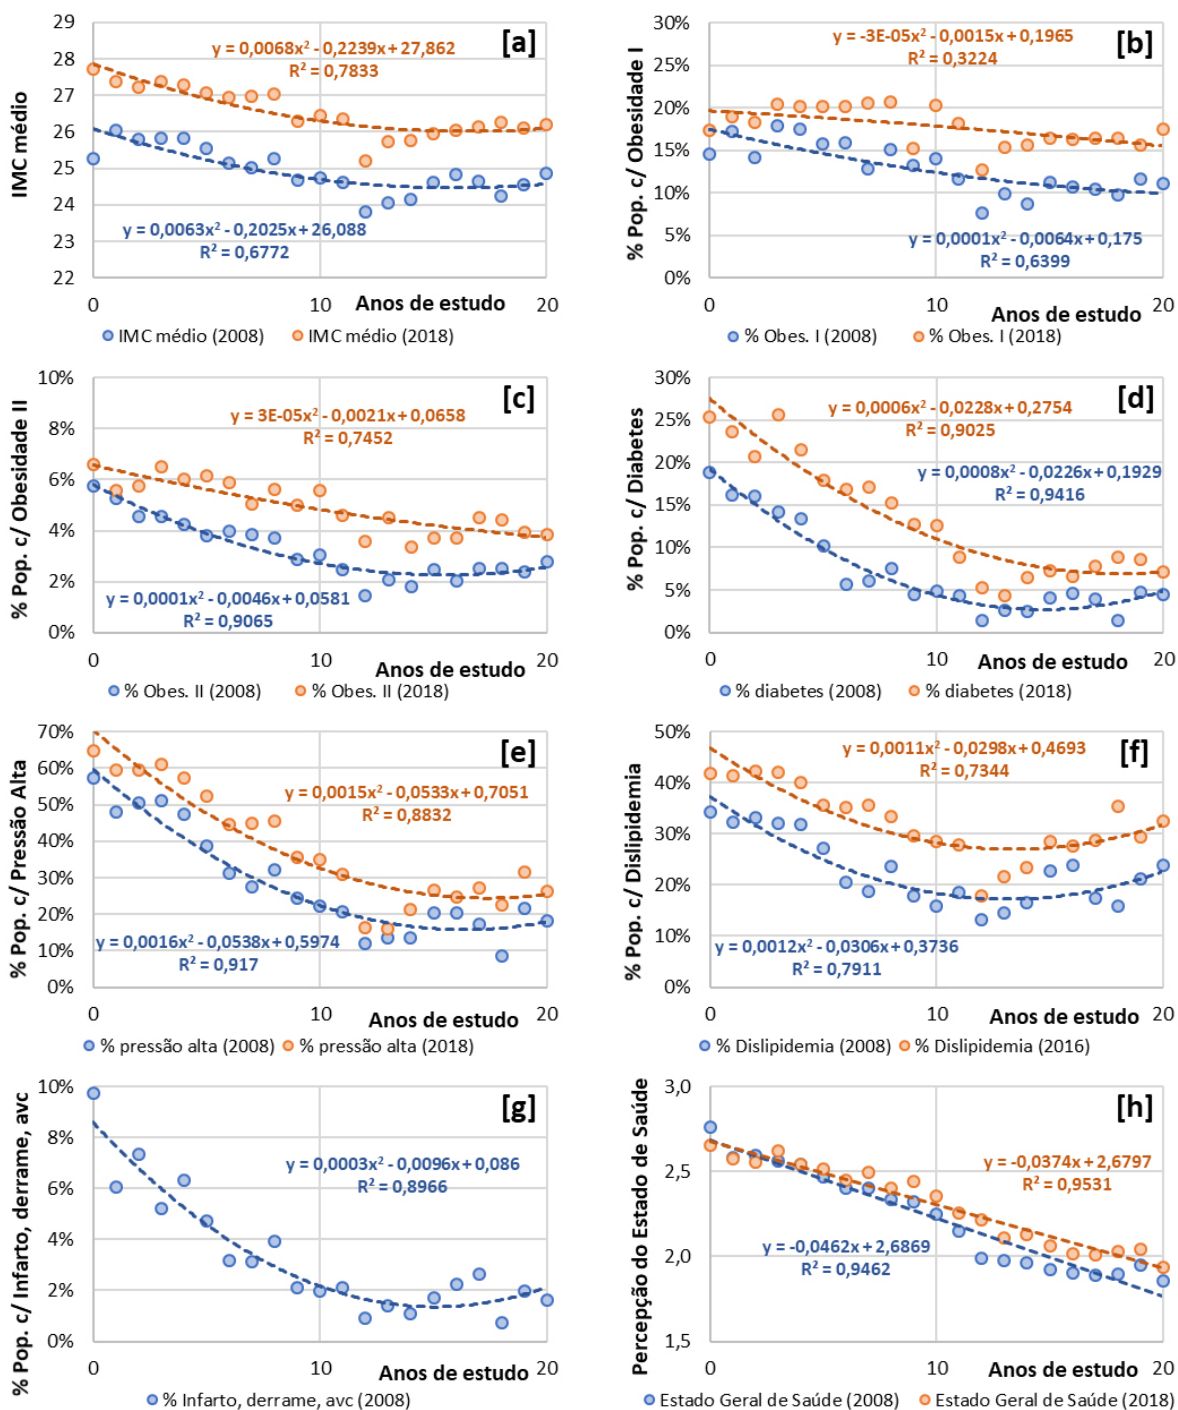 [a]
IMC médio
29
28
27
26
25
24
23
22
y = 0,0068x² - 0,2239x + 27,862
R² = 0,7833
y = 0,0063x² - 0,2025x + 26,088
R² = 0,6772
0
10
20
Anos de estudo
IMC médio (2008)
IMC médio (2018)
[b]
% Pop. c/ Obesidade I
30%
25%
20%
15%
10%
5%
0%
y = -3E-05x² - 0,0015x + 0,1965
R² = 0,3224
y = 0,0001x² - 0,0064x + 0,175
R² = 0,6399
0
10
20
Anos de estudo
% Obes. I (2008)
% Obes. I (2018)
[c]
% Pop. c/ Obesidade II
10%
8%
6%
4%
2%
0%
y = 3E-05x² - 0,0021x + 0,0658
R² = 0,7452
y = 0,0001x² - 0,0046x + 0,0581
R² = 0,9065
0
10
20
Anos de estudo
% Obes. II (2008)
% Obes. II (2018)
[d]
% Pop. c/ Diabetes
30%
25%
20%
15%
10%
5%
0%
y = 0,0006x² - 0,0228x + 0,2754
R² = 0,9025
y = 0,0008x² - 0,0226x + 0,1929
R² = 0,9416
0
10
20
Anos de estudo
% diabetes (2008)
% diabetes (2018)
[e]
% Pop. c/ Pressão Alta
70%
60%
50%
40%
30%
20%
10%
0%
y = 0,0015x² - 0,0533x + 0,7051
R² = 0,8832
y = 0,0016x² - 0,0538x + 0,5974
R² = 0,917
0
10
20
Anos de estudo
% pressão alta (2008)
% pressão alta (2018)
[f]
% Pop. c/ Dislipidemia
50%
40%
30%
20%
10%
0%
y = 0,0011x² - 0,0298x + 0,4693
R² = 0,7344
y = 0,0012x² - 0,0306x + 0,3736
R² = 0,7911
0
10
20
Anos de estudo
% Dislipidemia (2008)
% Dislipidemia (2016)
[g]
% Pop. c/ Infarto, derrame, avc
10%
8%
6%
4%
2%
0%
y = 0,0003x² - 0,0096x + 0,086
R² = 0,8966
0
10
20
Anos de estudo
% Infarto, derrame, avc (2008)
[h]
Percepção do Estado de Saúde
3,0
2,5
2,0
1,5
y = -0,0374x + 2,6797
R² = 0,9531
y = -0,0462x + 2,6869
R² = 0,9462
0
10
20
Anos de estudo
Estado Geral de Saúde (2008)
Estado Geral de Saúde (2018)